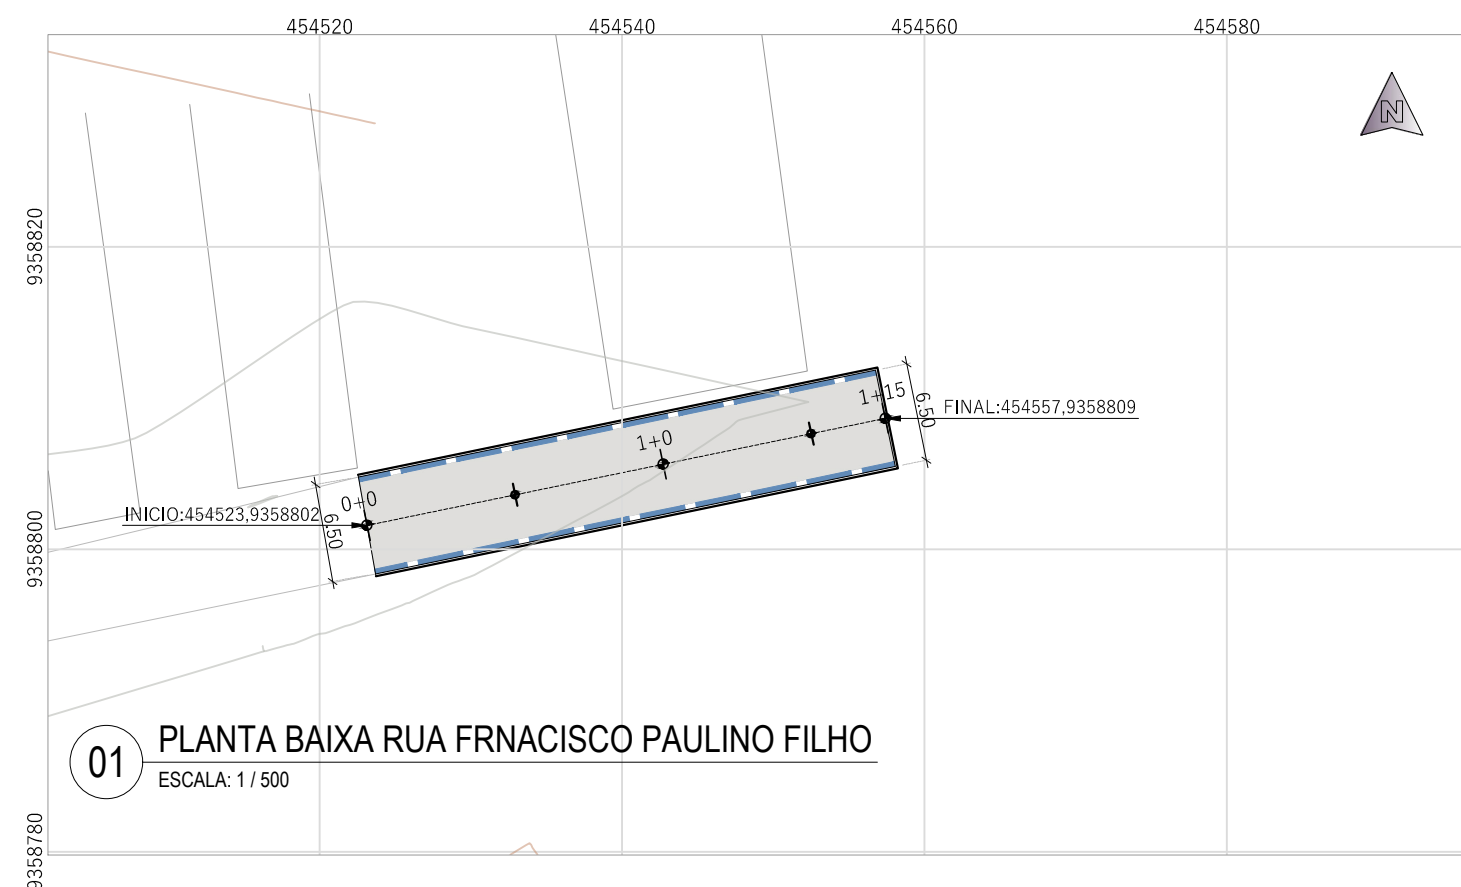 454520
454540
454560
454580
N
9358820
1+15
6.50
FINAL:454557,9358809
1+0
0+0
INICIO:454523,9358802
6.50
9358800
01
PLANTA BAIXA RUA FRNACISCO PAULINO FILHO
ESCALA: 1 / 500
9358780